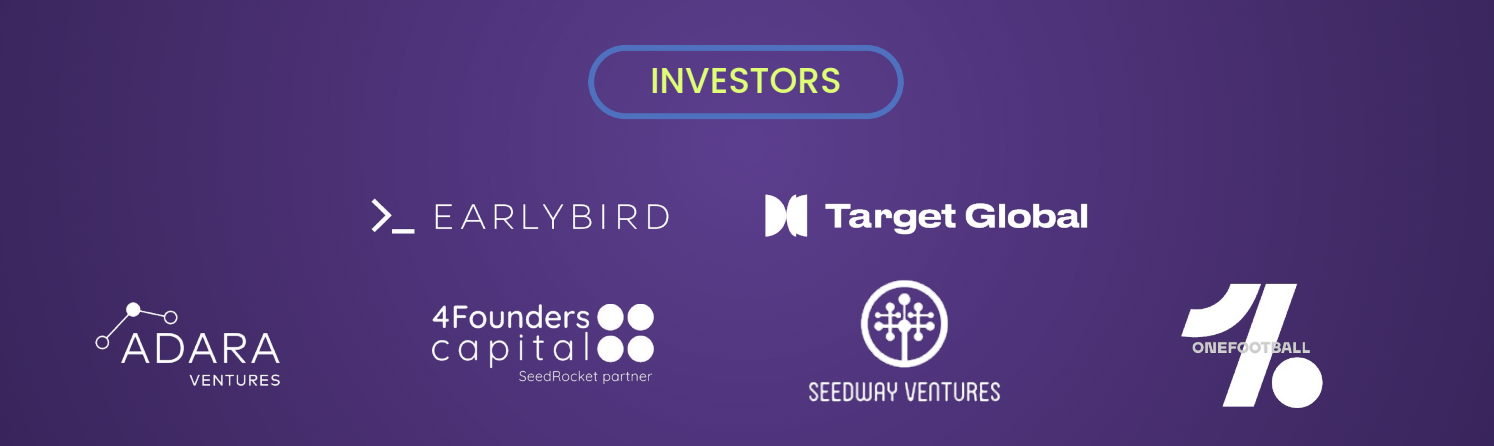 INVESTORS
EARLYBIRD
Target Global
ADARA
VENTURES
4Founders
capital
SeedRocket partner
SEEDWAY VENTURES
ONEFOOTBALL